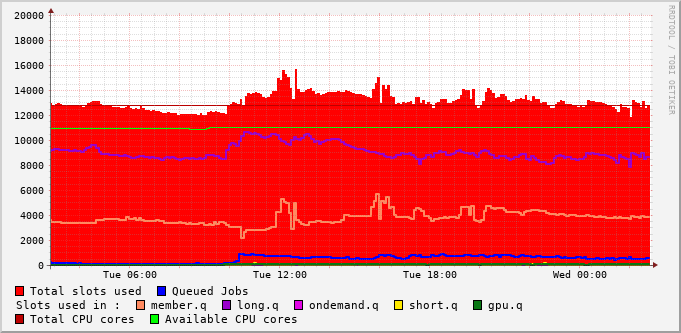 20000
18000
16000
14000
12000
10000
8000
6000
4000
2000
0
Tue 06:00 Tue 12:00 Tue 18:00 Wed 00:00
RRDTOOL / TOBI OETIKER
Total slots used Queued Jobs
Slots used in : member.q long.q ondemand.q short.q gpu.q
Total CPU cores Available CPU cores